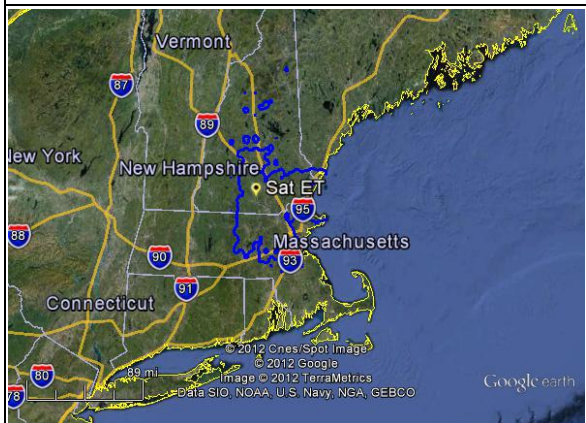 Vermont
87
89
New York
New Hampshire
Sat ET
95
88
90
Massachusetts
93
91
Connecticut
© 2012 Cnes/Spot Image
© 2012 Google
80
89 mi
Image © 2012 TerraMetrics
78
Data SIO, NOAA, U.S. Navy, NGA, GEBCO
Google earth